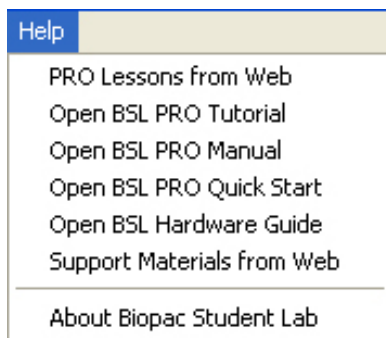 Help
PRO Lessons from Web
Open BSL PRO Tutorial
Open BSL PRO Manual
Open BSL PRO Quick Start
Open BSL Hardware Guide
Support Materials from Web
About Biopac Student Lab